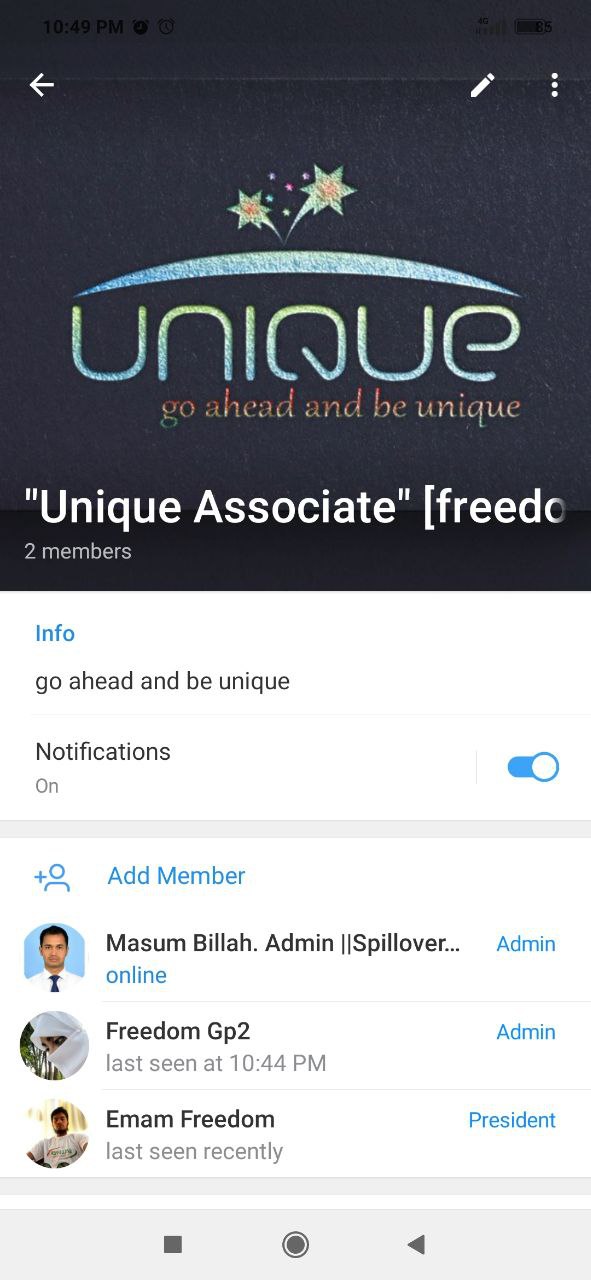 10:49 PM
4G
85
UNIQUE
go ahead and be unique
"Unique Associate" [freedo
2 members
Info
go ahead and be unique
Notifications
On
Add Member
Masum Billah. Admin ||Spillover...
Admin
online
Freedom Gp2
Admin
last seen at 10:44 PM
Emam Freedom
President
last seen recently